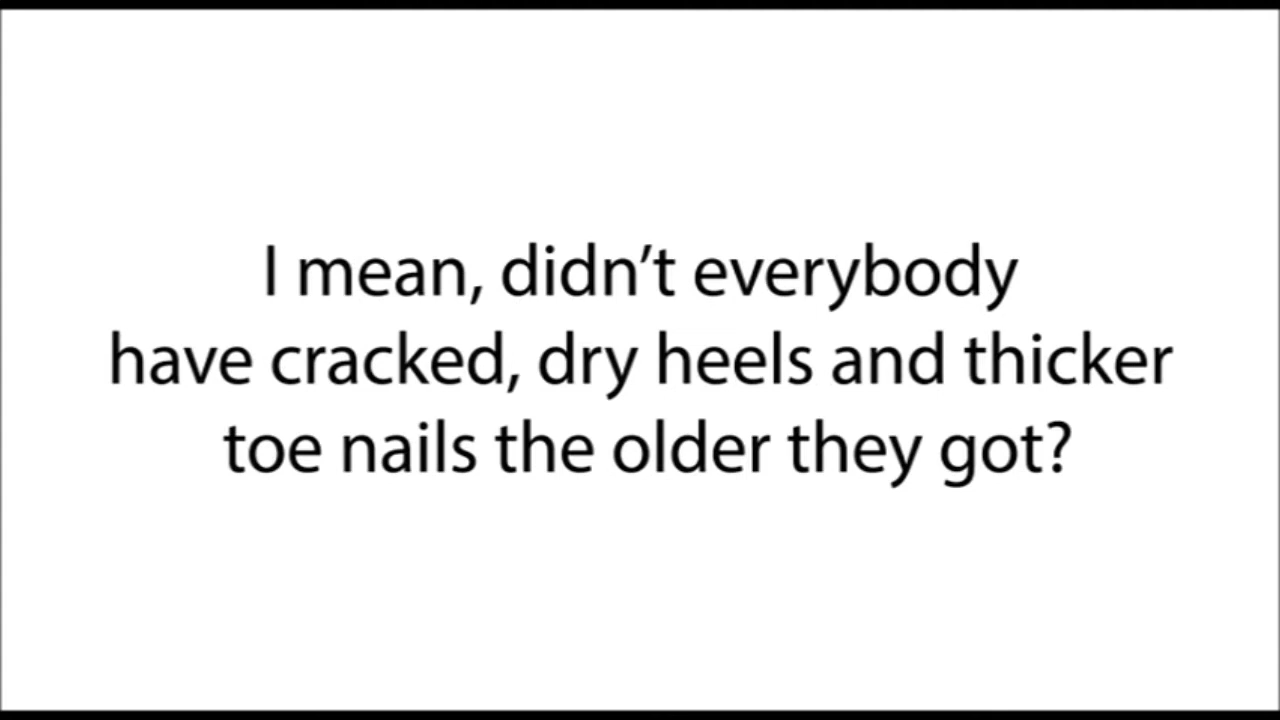 I mean, didn’t everybody
have cracked, dry heels and thicker
toe nails the older they got?